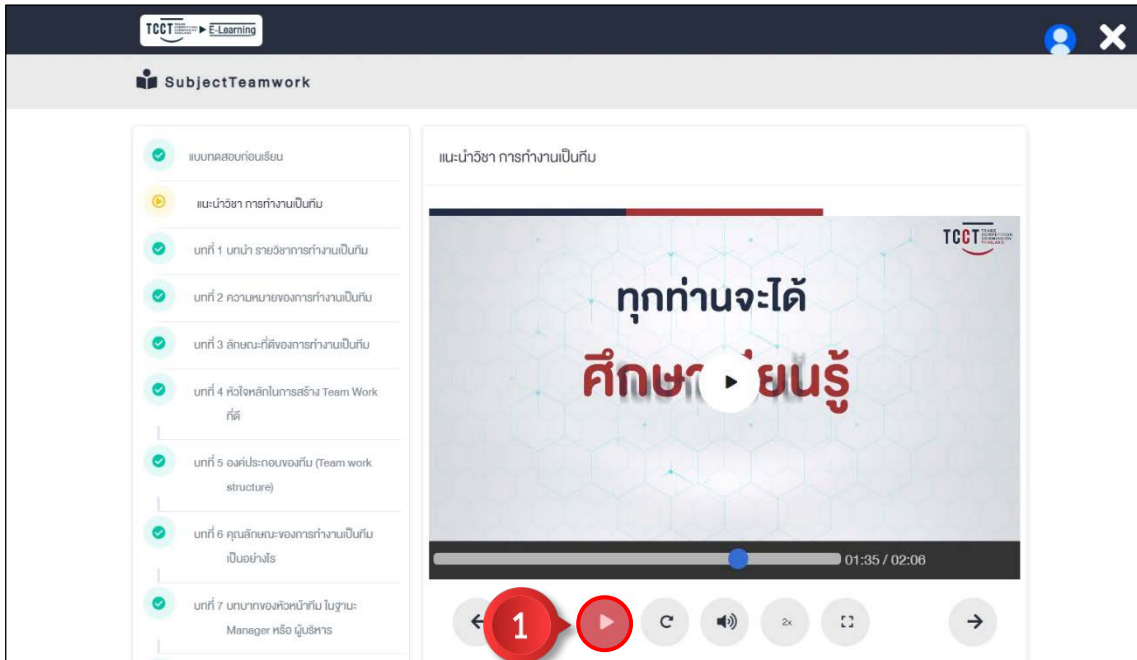 TCCT TRADE COMPETITION COMMISSION THAILAND E-Learning
SubjectTeamwork
แบบทดสอบก่อนเรียน
แนะนำวิชา การทำงานเป็นทีม
บทที่ 1 บทนำ รายวิชาการทำงานเป็นทีม
บทที่ 2 ความหมายของการทำงานเป็นทีม
บทที่ 3 ลักษณะที่ดีของการทำงานเป็นทีม
บทที่ 4 หัวใจหลักในการสร้าง Team Work
ที่ดี
บทที่ 5 องค์ประกอบของทีม (Team work
structure)
บทที่ 6 คุณลักษณะของการทำงานเป็นทีม
เป็นอย่างไร
บทที่ 7 บทบาทของหัวหน้าทีม ในฐานะ
Manager หรือ ผู้บริหาร
แนะนำวิชา การทำงานเป็นทีม
TCCT TRADE COMPETITION COMMISSION THAILAND
ทุกท่านจะได้
ศึกษาเรียนรู้
01:35 / 02:06
1
2x